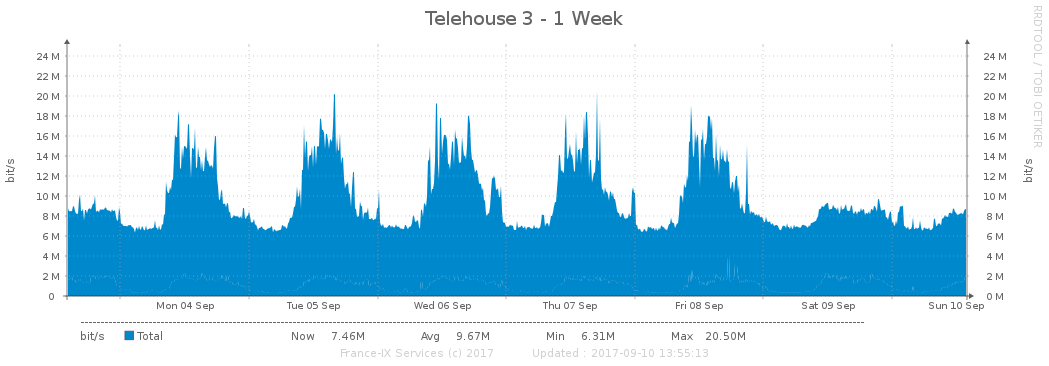 Telehouse 3 - 1 Week
RRDTOOL / TOBI OETIKER
bit/s
24 M 24 M
22 M 22 M
20 M 20 M
18 M 18 M
16 M 16 M
14 M 14 M
12 M 12 M
10 M 10 M
8 M 8 M
6 M 6 M
4 M 4 M
2 M 2 M
0 0 M
bit/s
Mon 04 Sep Tue 05 Sep Wed 06 Sep Thu 07 Sep Fri 08 Sep Sat 09 Sep Sun 10 Sep
bit/s Total Now 7.46M Avg 9.67M Min 6.31M Max 20.50M
France-IX Services (c) 2017 Updated : 2017-09-10 13:55:13